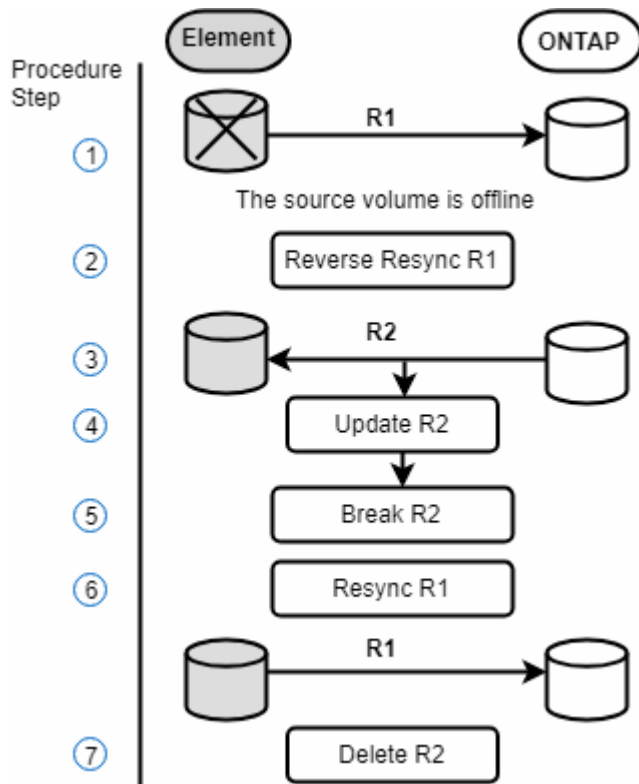 Element
ONTAP
Procedure
Step
R1
1
The source volume is offline
2
Reverse Resync R1
R2
3
4
Update R2
5
Break R2
6
Resync R1
R1
7
Delete R2